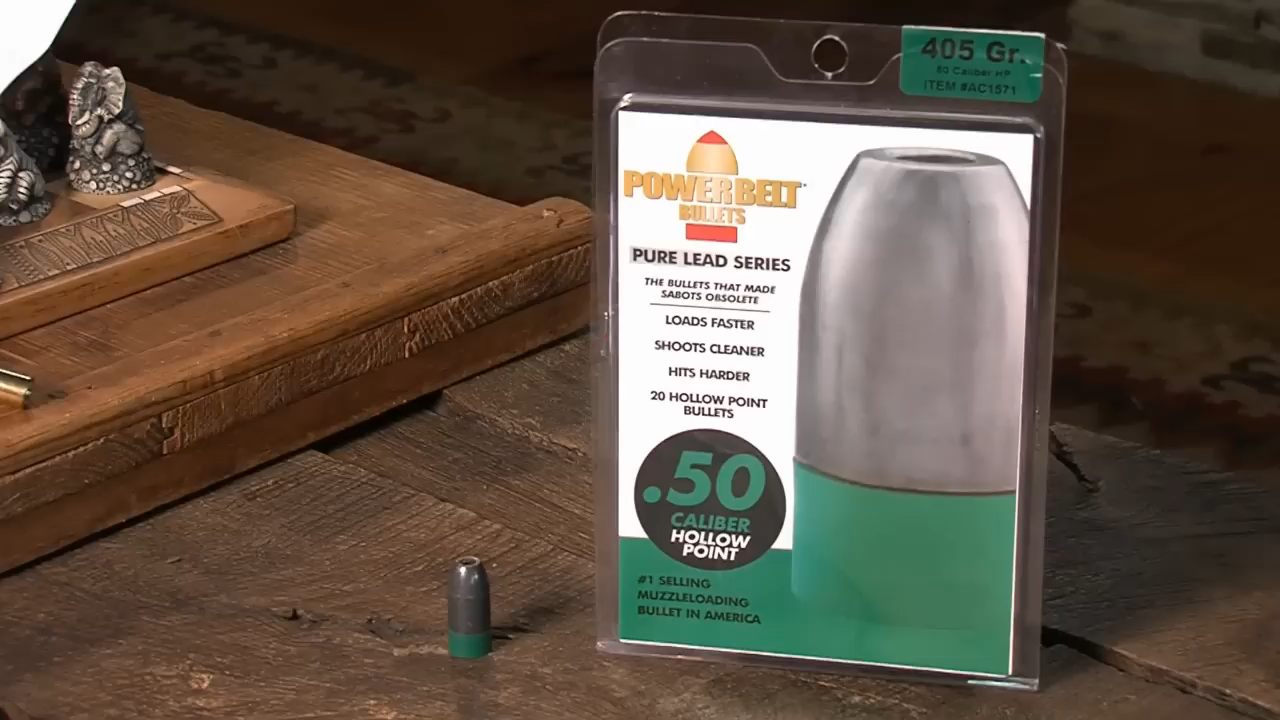 405 Gr.
50 Caliber HP
ITEM #AC1571
POWERBELT
BULLETS
PURE LEAD SERIES
THE BULLETS THAT MADE
SABOTS OBSOLETE
LOADS FASTER
SHOOTS CLEANER
HITS HARDER
20 HOLLOW POINT
BULLETS
.50
CALIBER
HOLLOW
POINT
#1 SELLING
MUZZLELOADING
BULLET IN AMERICA